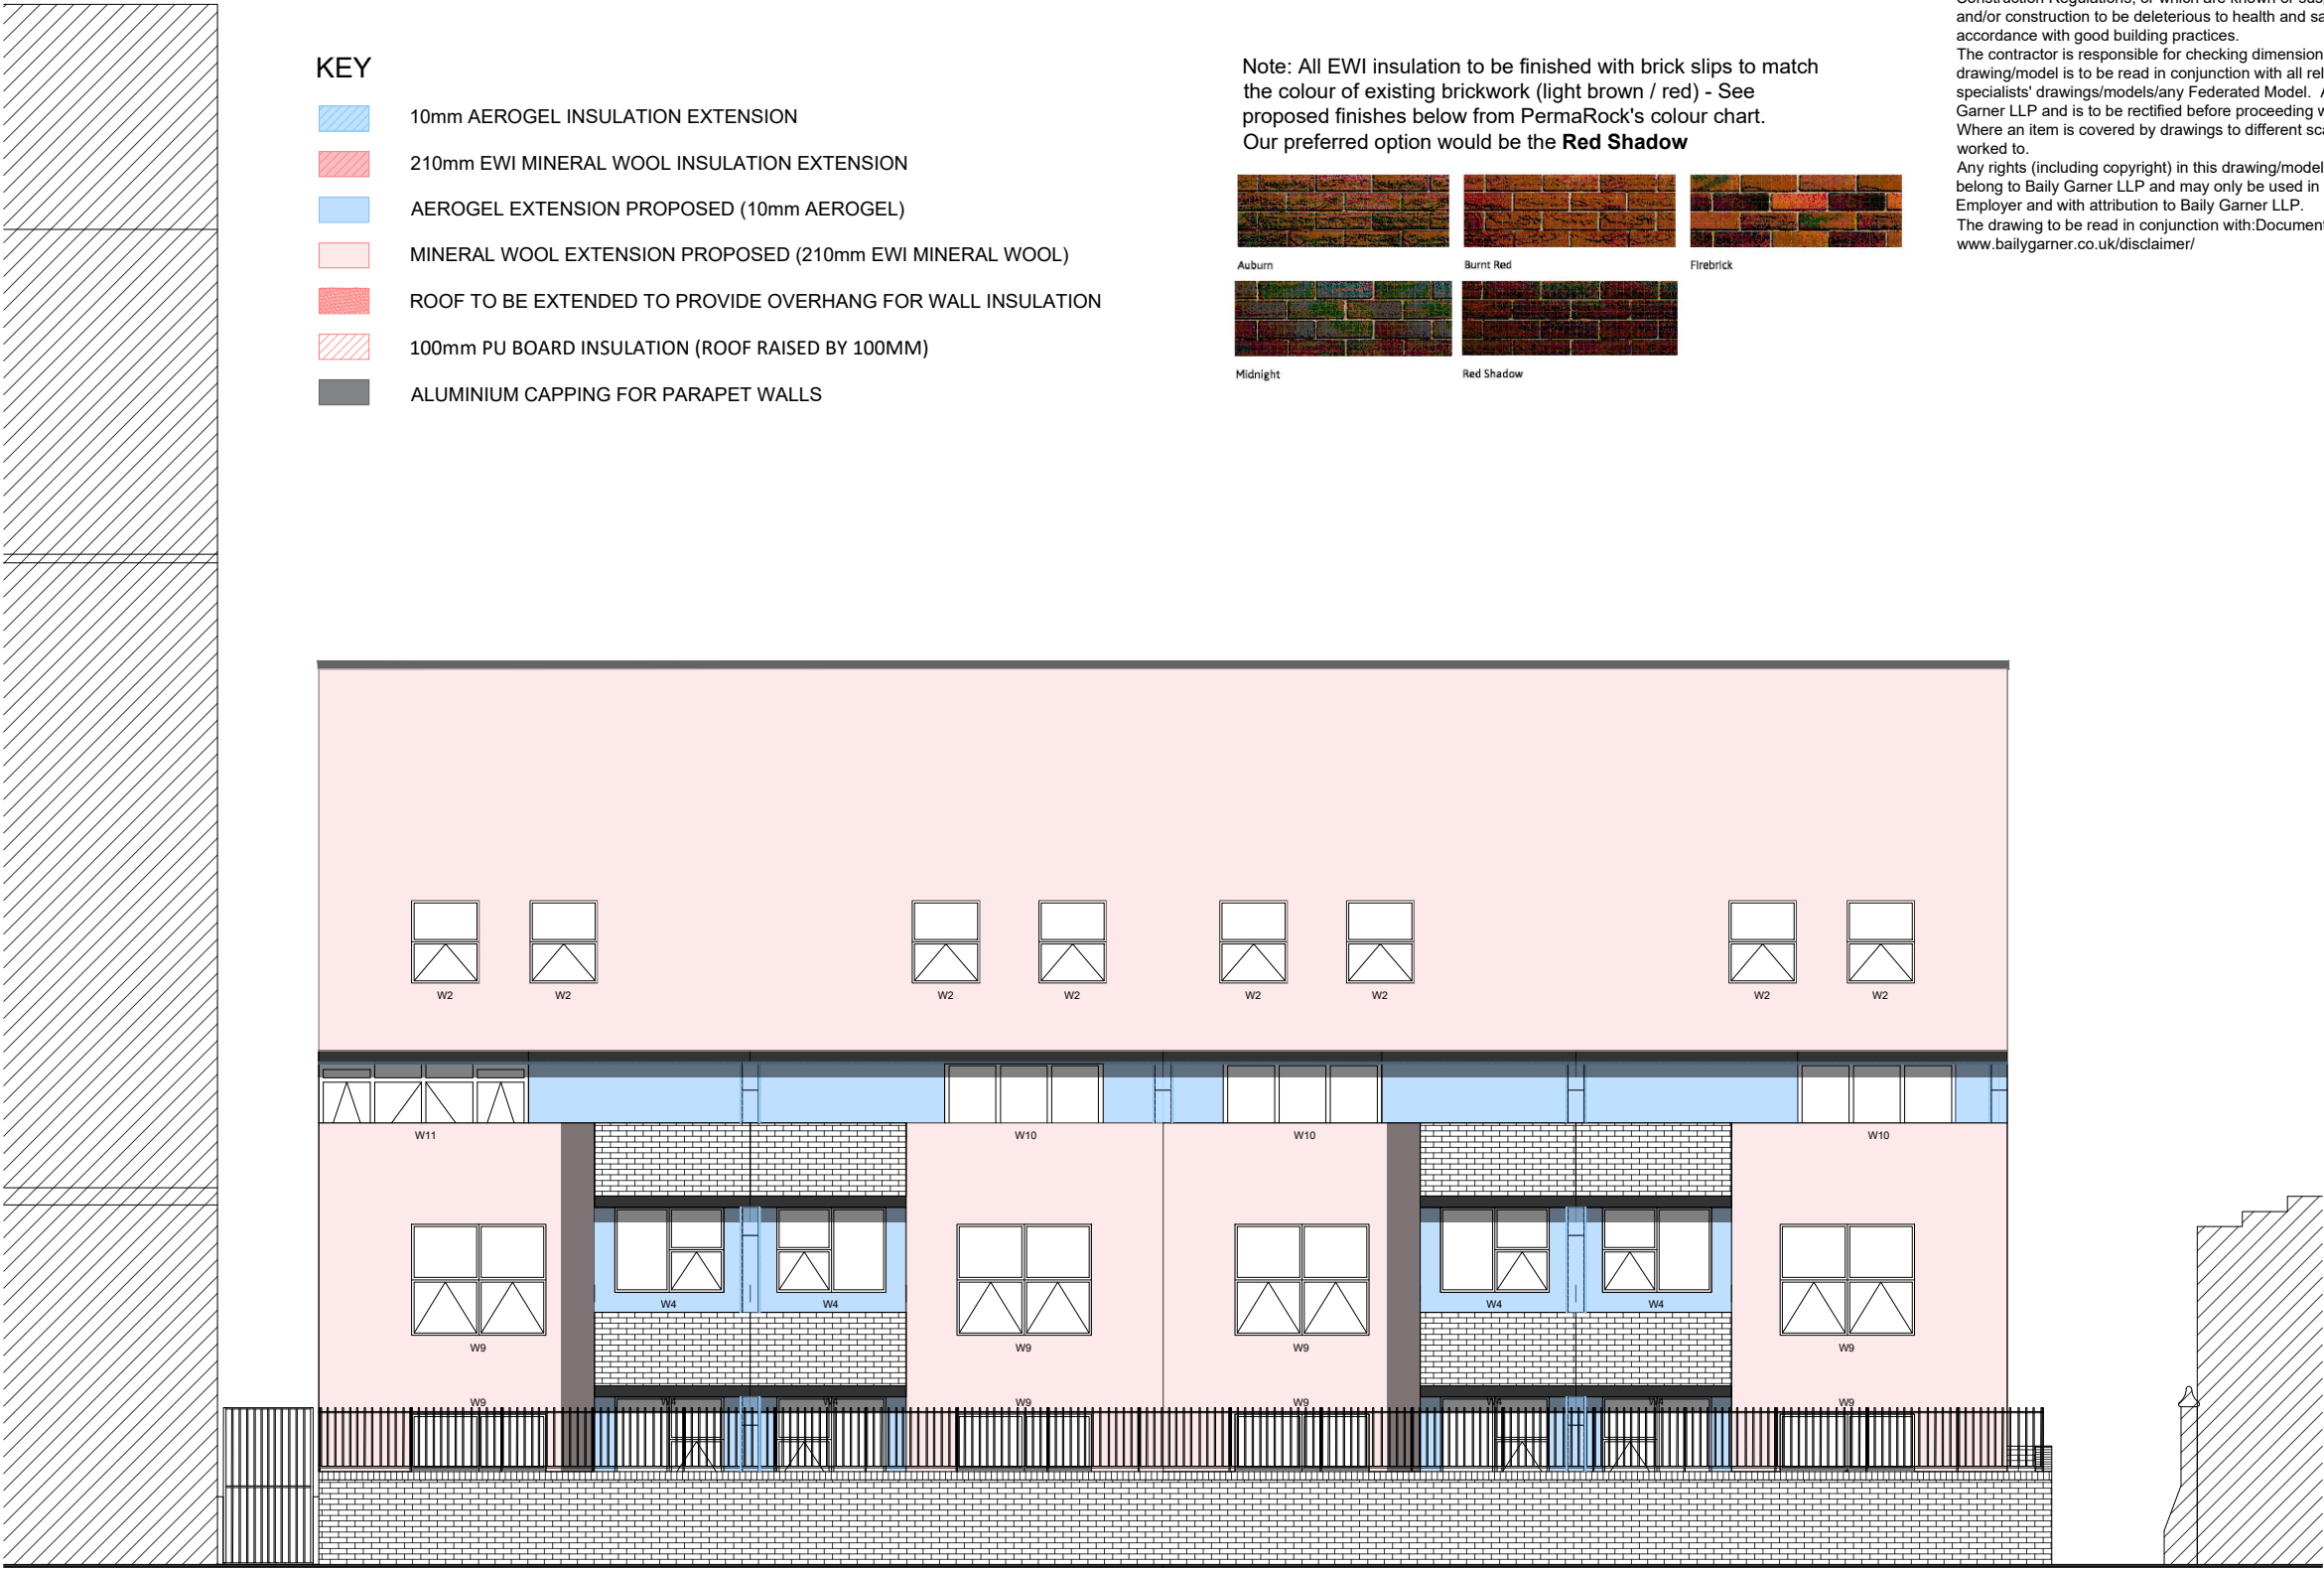 KEY
10mm AEROGEL INSULATION EXTENSION
210mm EWI MINERAL WOOL INSULATION EXTENSION
AEROGEL EXTENSION PROPOSED (10mm AEROGEL)
MINERAL WOOL EXTENSION PROPOSED (210mm EWI MINERAL WOOL)
ROOF TO BE EXTENDED TO PROVIDE OVERHANG FOR WALL INSULATION
100mm PU BOARD INSULATION (ROOF RAISED BY 100MM)
ALUMINIUM CAPPING FOR PARAPET WALLS
Note: All EWI insulation to be finished with brick slips to match
the colour of existing brickwork (light brown / red) - See
proposed finishes below from PermaRock's colour chart.
Our preferred option would be the Red Shadow
Auburn
Burnt Red
Firebrick
Midnight
Red Shadow
and/or construction to be deleterious to health and
accordance with good building practices.
The contractor is responsible for checking dimension
drawing/model is to be read in conjunction with all
specialists' drawings/models/any Federated Model.
Garner LLP and is to be rectified before proceeding
Where an item is covered by drawings to different
worked to.
Any rights (including copyright) in this drawing/model
belong to Baily Garner LLP and may only be used in
Employer and with attribution to Baily Garner LLP.
The drawing to be read in conjunction with:Document
www.bailygarner.co.uk/disclaimer/
W2 W2 W2 W2 W2 W2 W2 W2
W11 W10 W10 W10
W4 W4 W4 W4
W9 W9 W9 W9
W9 W4 W4 W9 W9 W4 W4 W9